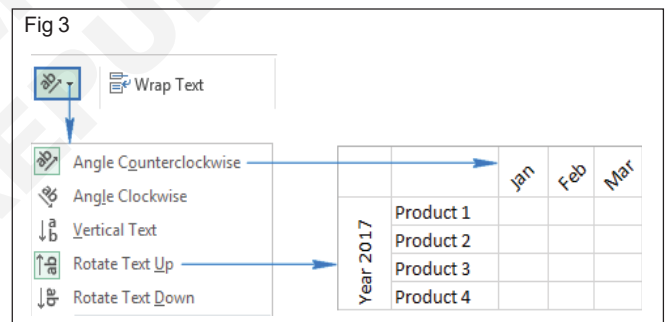 Fig 3
Wrap Text
Angle Counterclockwise
Angle Clockwise
Vertical Text
Rotate Text Up
Rotate Text Down
Jan Feb Mar
Year 2017
Product 1
Product 2
Product 3
Product 4